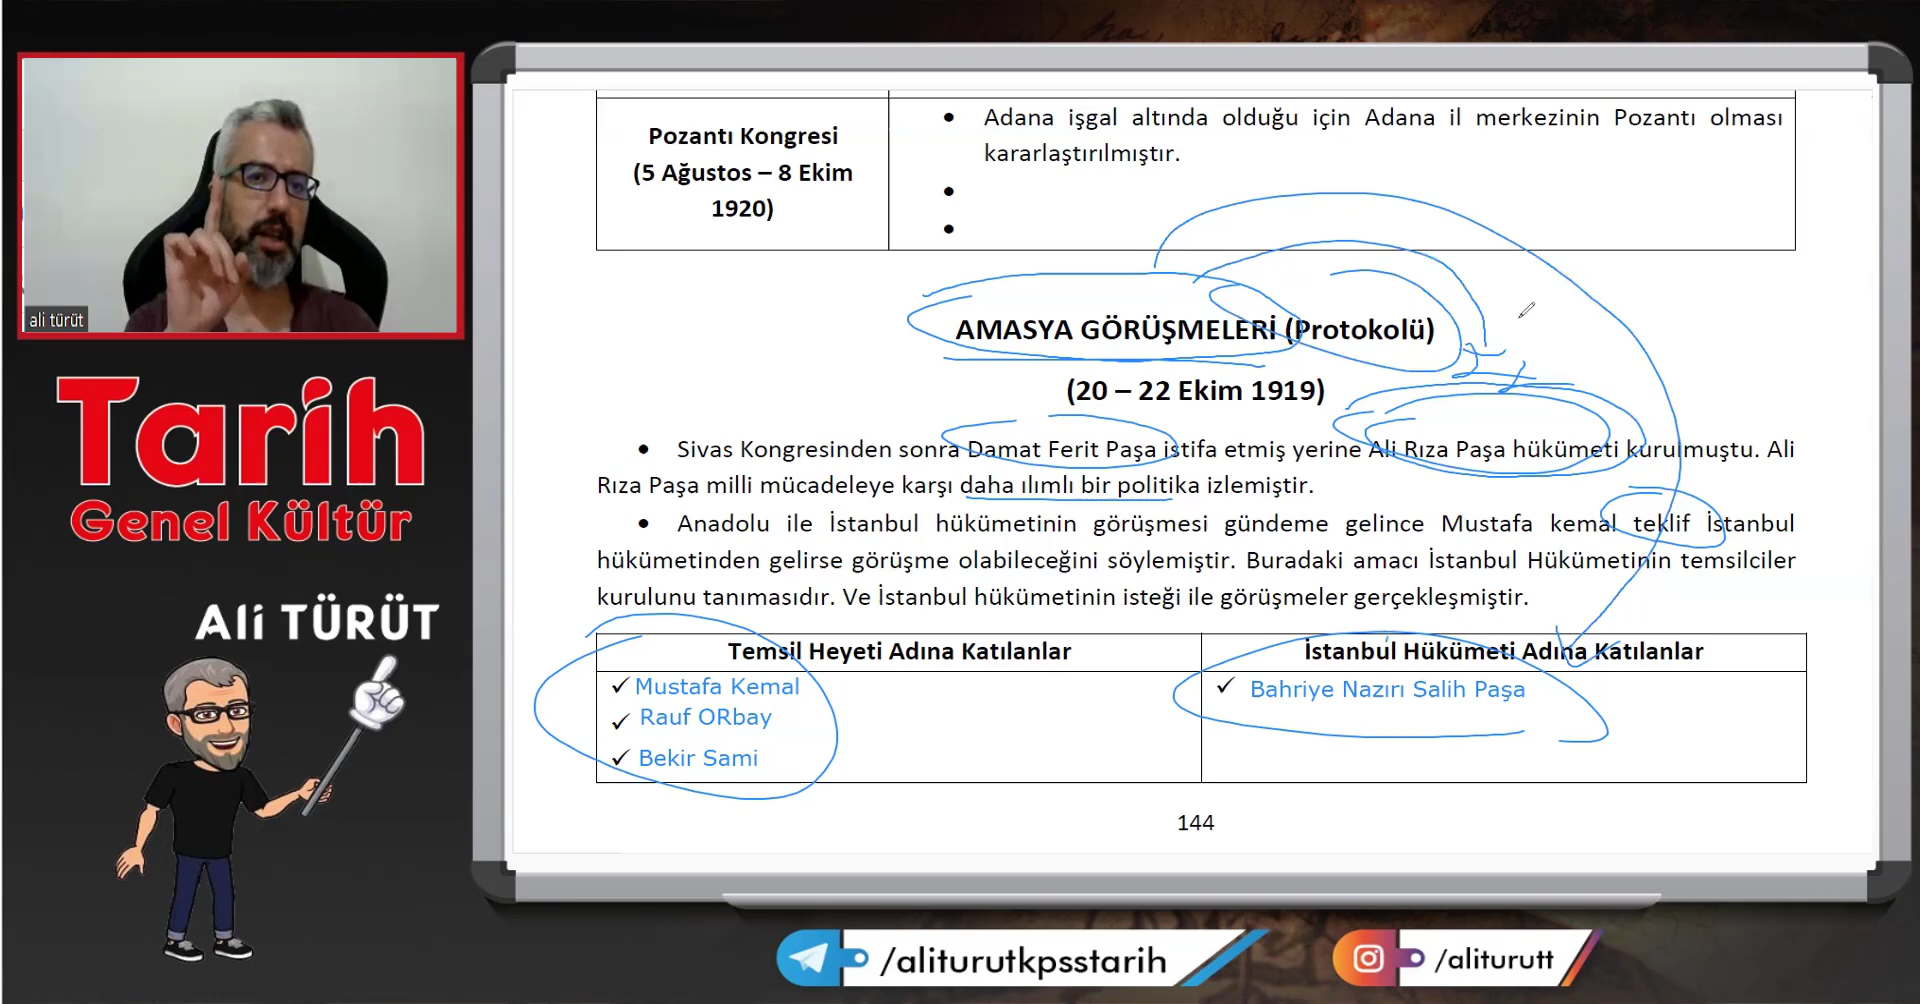 ali türüt
Tarih
Genel Kültür
Ali TÜRÜT
Pozantı Kongresi
(5 Ağustos – 8 Ekim
1920)
• Adana işgal altında olduğu için Adana il merkezinin Pozantı olması
kararlaştırılmıştır.
•
•
AMASYA GÖRÜŞMELERİ (Protokolü)
(20 – 22 Ekim 1919)
• Sivas Kongresinden sonra Damat Ferit Paşa istifa etmiş yerine Ali Rıza Paşa hükümeti kurulmuştu. Ali
Rıza Paşa milli mücadeleye karşı daha ılımlı bir politika izlemiştir.
• Anadolu ile İstanbul hükümetinin görüşmesi gündeme gelince Mustafa kemal teklif İstanbul
hükümetinden gelirse görüşme olabileceğini söylemiştir. Buradaki amacı İstanbul Hükümetinin temsilciler
kurulunu tanımasıdır. Ve İstanbul hükümetinin isteği ile görüşmeler gerçekleşmiştir.
Temsil Heyeti Adına Katılanlar
✓ Mustafa Kemal
✓ Rauf ORbay
✓ Bekir Sami
İstanbul Hükümeti Adına Katılanlar
✓ Bahriye Nazırı Salih Paşa
144
/aliturutkpsstarih
/aliturutt